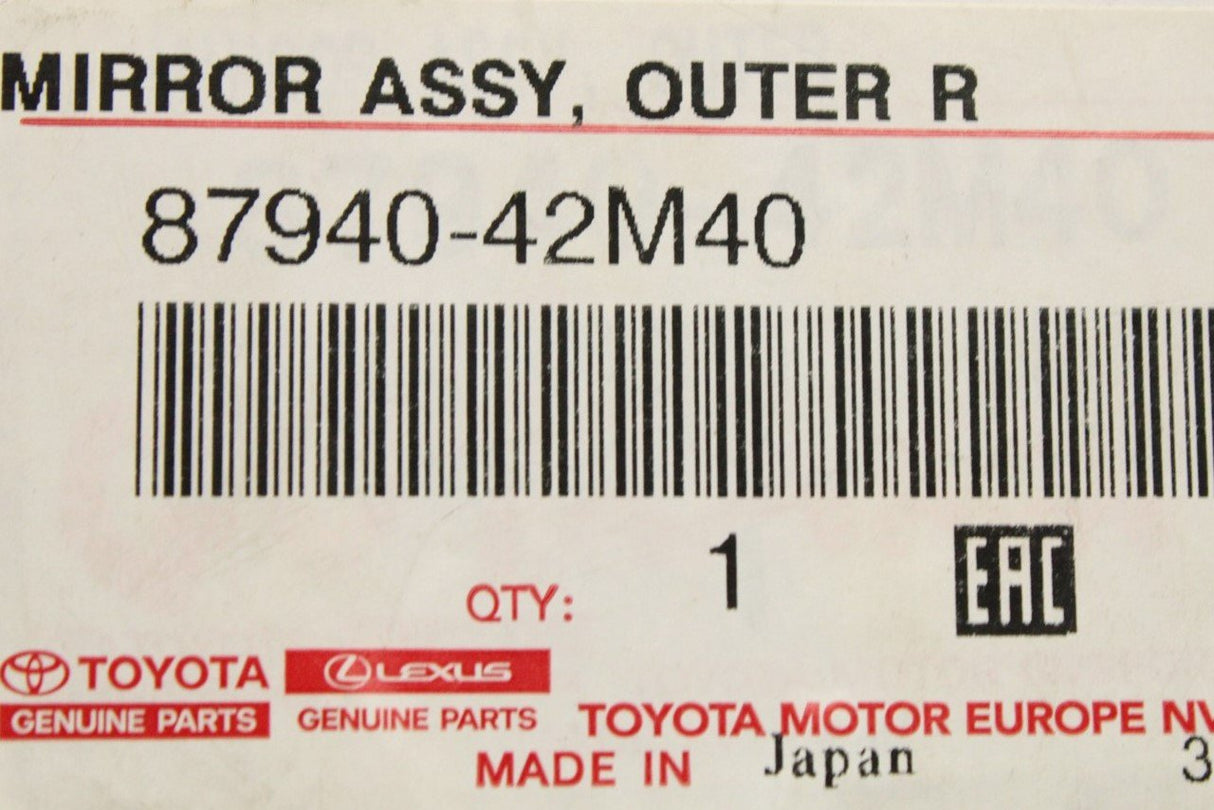 MIRROR ASSY, OUTER R
87940-42M40
QTY: 1
EAC
TOYOTA LEXUS
GENUINE PARTS GENUINE PARTS TOYOTA MOTOR EUROPE NV
MADE IN Japan 3